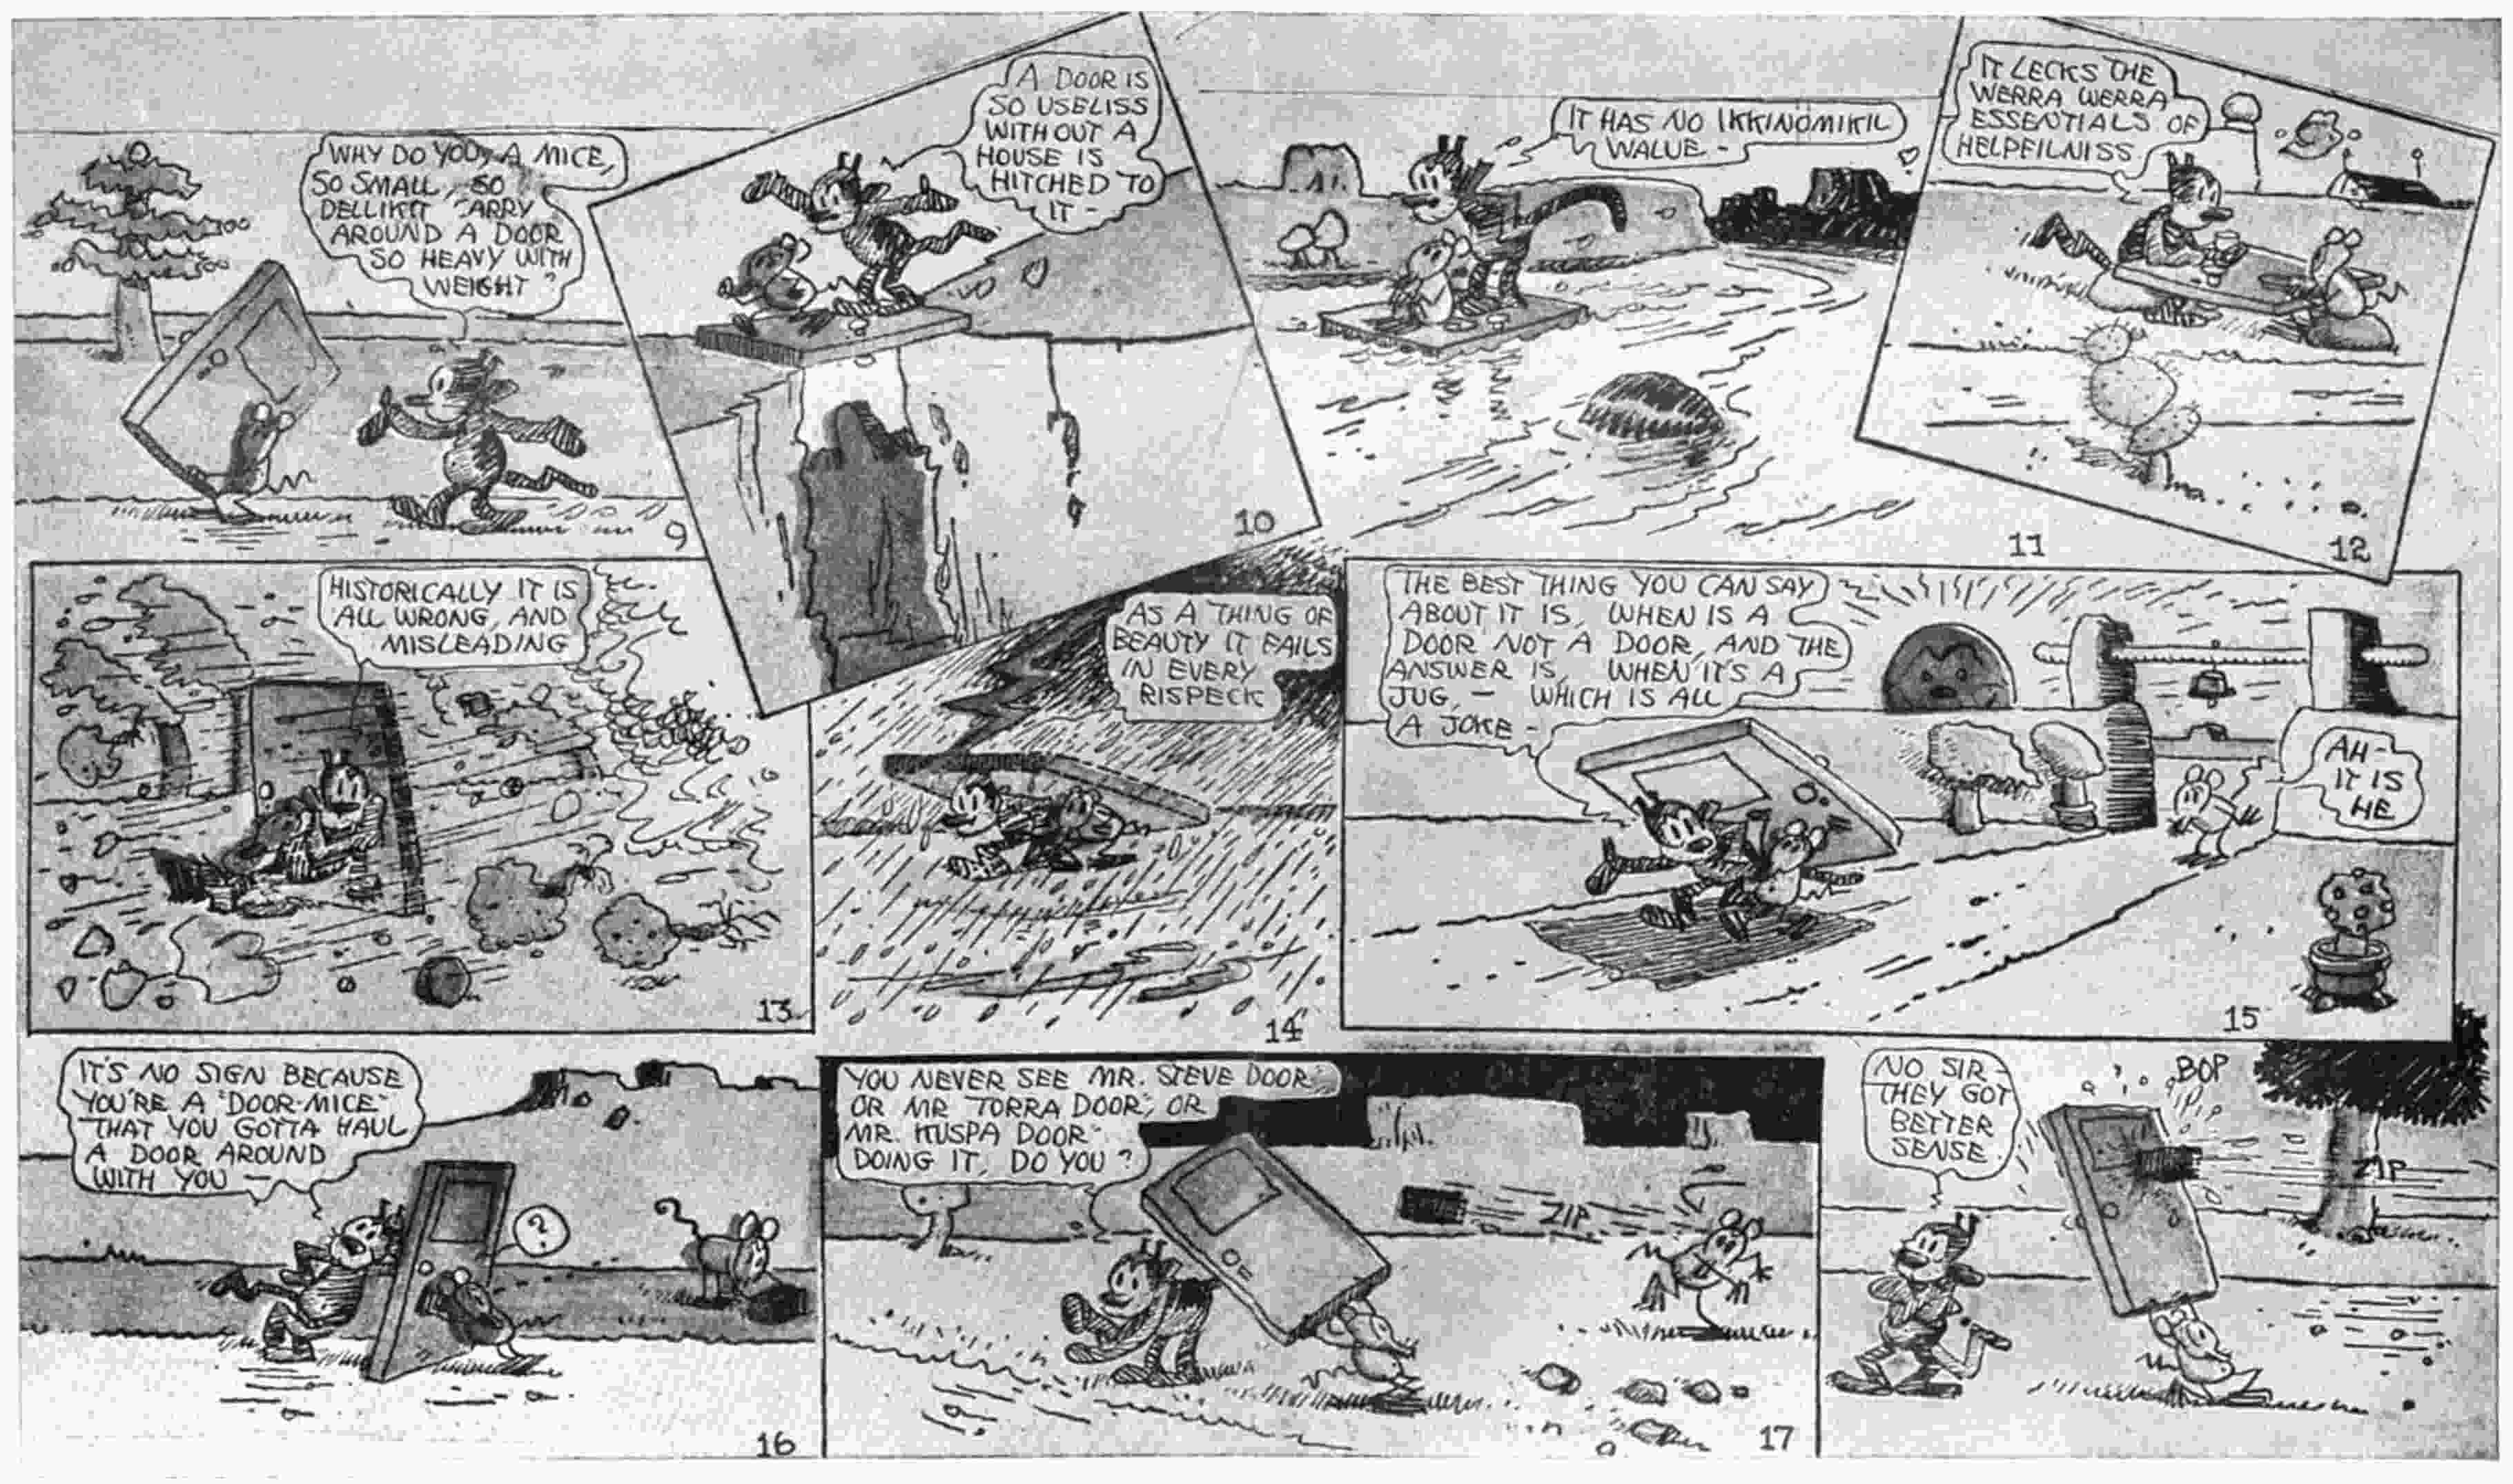 WHY DO YOU, A MICE,
SO SMALL, SO
DELLIKIT CARRY
AROUND A DOOR
SO HEAVY WITH
WEIGHT?
9
A DOOR IS
SO USELISS
WITHOUT A
HOUSE IS
HITCHED TO
IT -
10
IT HAS NO IKKINOMIKIL
WALUE -
11
IT LECKS THE
WERRA WERRA
ESSENTIALS OF
HELPFILNISS
12
HISTORICALLY IT IS
ALL WRONG, AND
MISLEADING
13
AS A THING OF
BEAUTY IT FAILS
IN EVERY
RISPECK
14
THE BEST THING YOU CAN SAY
ABOUT IT IS, WHEN IS A
DOOR NOT A DOOR, AND THE
ANSWER IS, WHEN IT'S A
JUG, - WHICH IS ALL
A JOKE -
AH-
IT IS
HE
15
IT'S NO SIGN BECAUSE
YOU'RE A "DOOR-MICE"
THAT YOU GOTTA HAUL
A DOOR AROUND
WITH YOU -
?
16
YOU NEVER SEE MR. STEVE DOOR"
OR MR TORRA DOOR", OR
MR. KUSPA DOOR"
DOING IT, DO YOU?
ZIP
17
NO SIR -
THEY GOT
BETTER
SENSE.
BOP
ZIP